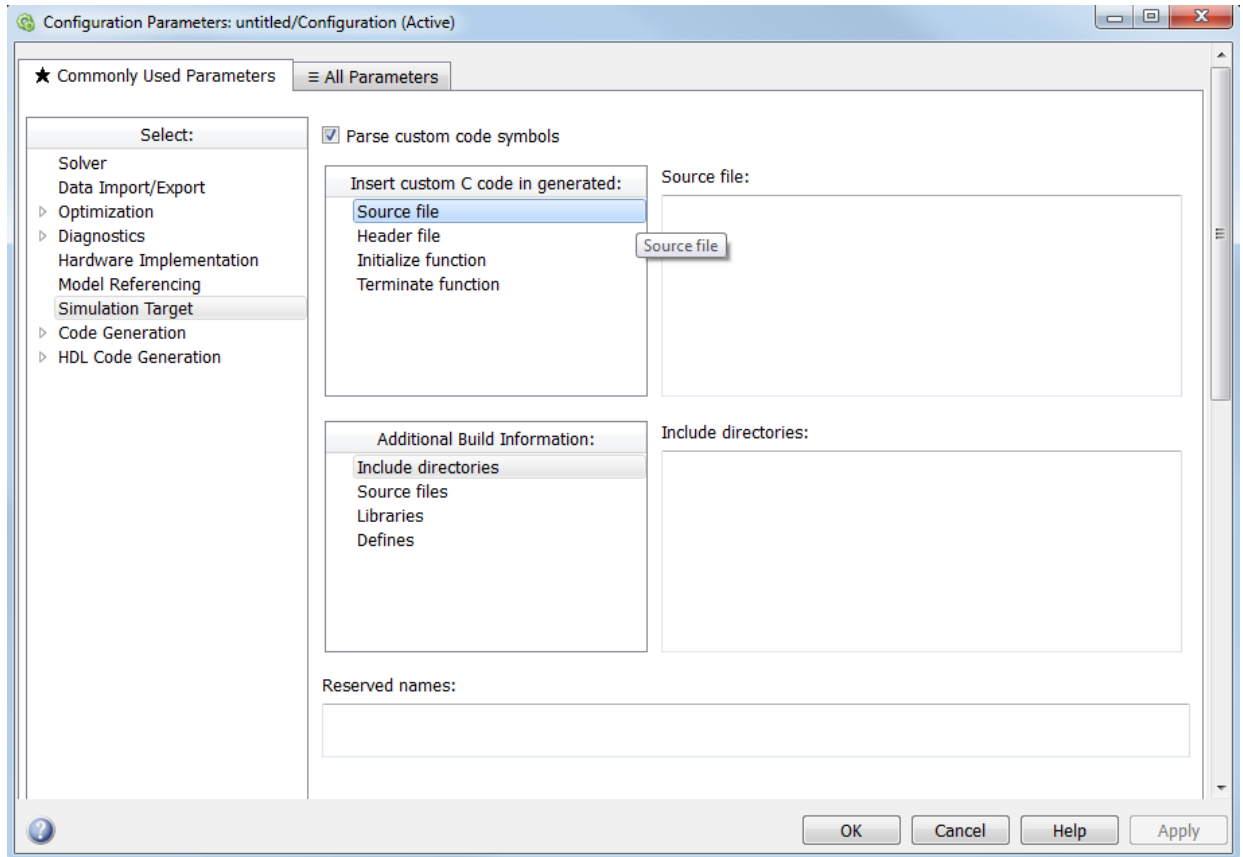 Configuration Parameters: untitled/Configuration (Active)
★ Commonly Used Parameters
≡ All Parameters
Select:
Solver
Data Import/Export
Optimization
Diagnostics
Hardware Implementation
Model Referencing
Simulation Target
Code Generation
HDL Code Generation
Parse custom code symbols
Insert custom C code in generated:
Source file
Header file
Initialize function
Terminate function
Source file:
Source file
Additional Build Information:
Include directories
Source files
Libraries
Defines
Include directories:
Reserved names:
OK
Cancel
Help
Apply